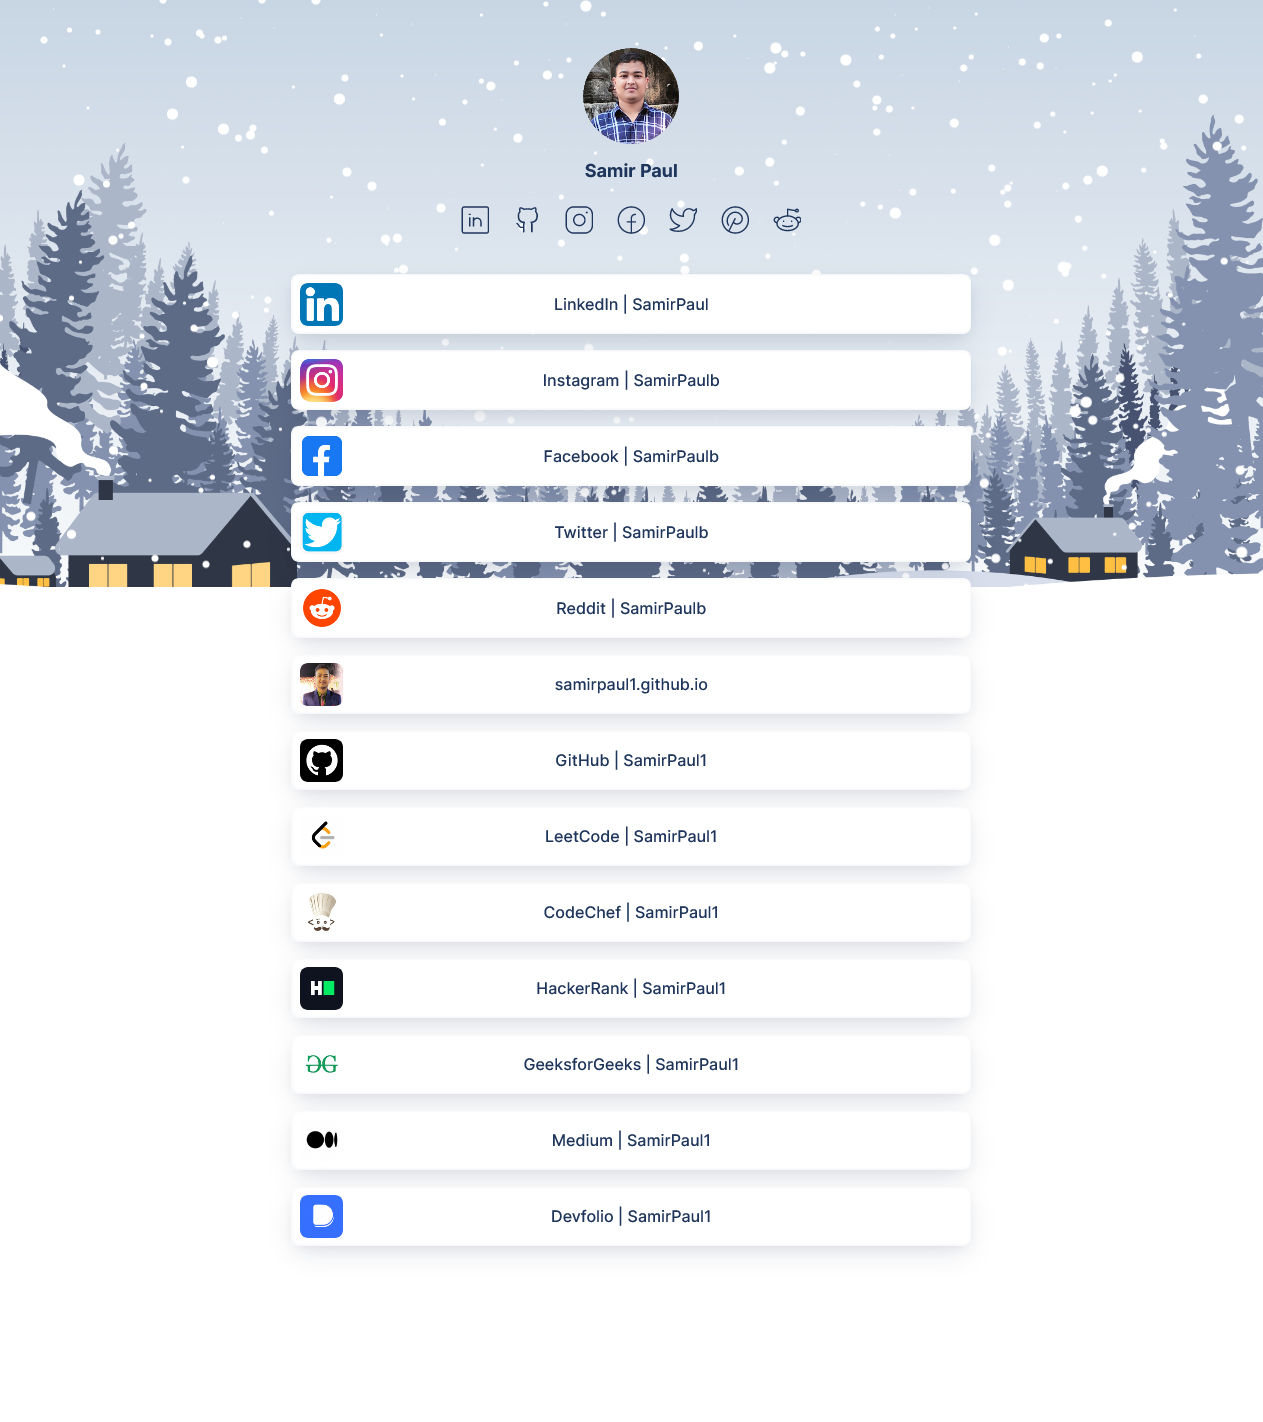 Samir Paul
LinkedIn | SamirPaul
Instagram | SamirPaulb
Facebook | SamirPaulb
Twitter | SamirPaulb
Reddit | SamirPaulb
samirpaul1.github.io
GitHub | SamirPaul1
LeetCode | SamirPaul1
CodeChef | SamirPaul1
HackerRank | SamirPaul1
GeeksforGeeks | SamirPaul1
Medium | SamirPaul1
Devfolio | SamirPaul1